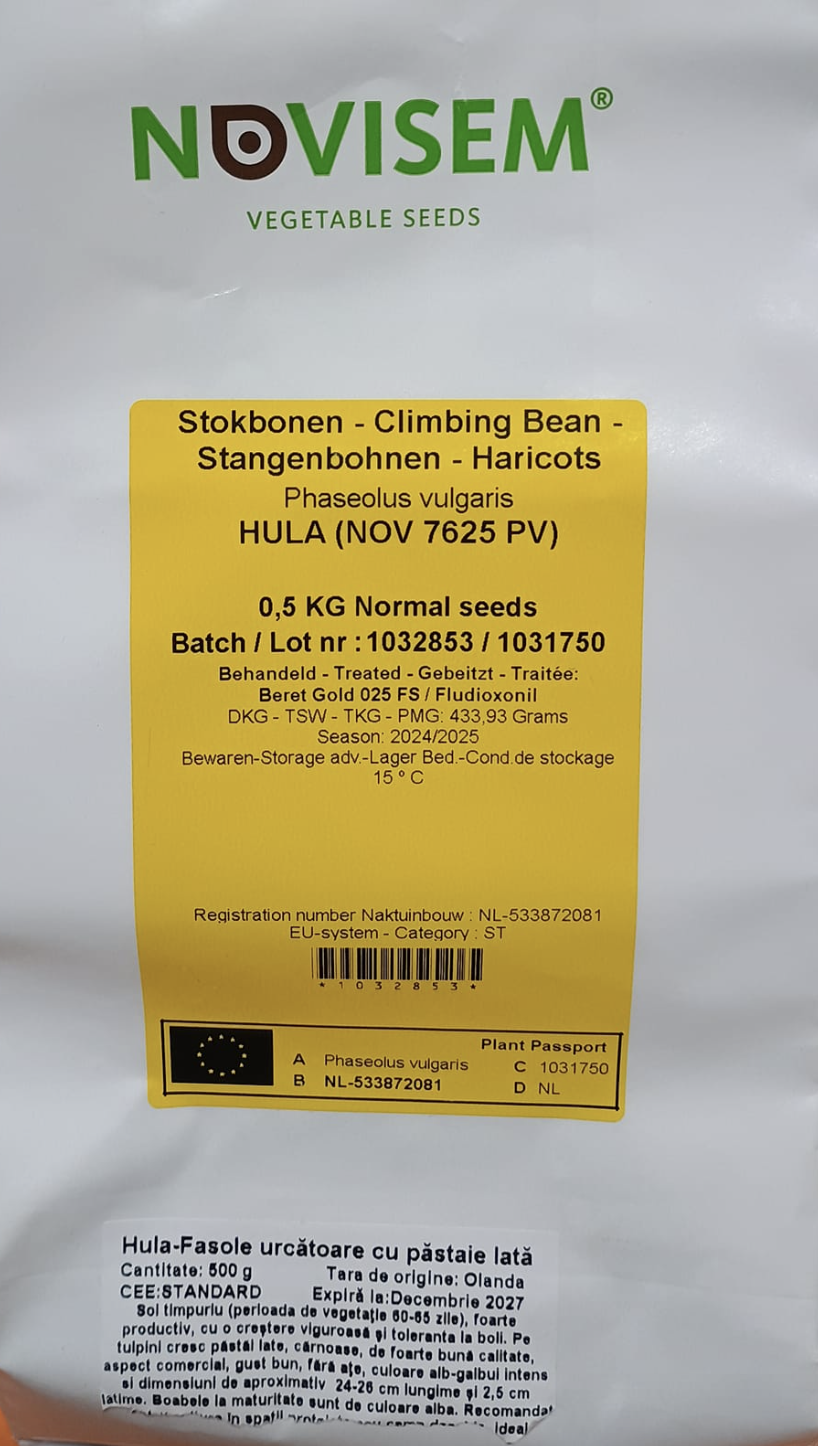 NOVISEM®
VEGETABLE SEEDS
Stokbonen - Climbing Bean -
Stangenbohnen - Haricots
Phaseolus vulgaris
HULA (NOV 7625 PV)
0,5 KG Normal seeds
Batch / Lot nr : 1032853 / 1031750
Behandeld - Treated - Gebeitzt - Traitée:
Beret Gold 025 FS / Fludioxonil
DKG - TSW - TKG - PMG: 433,93 Grams
Season: 2024/2025
Bewaren-Storage adv.-Lager Bed.-Cond.de stockage
15 ° C
Registration number Naktuinbouw : NL-533872081
EU-system - Category : ST
* 1 0 3 2 8 5 3 *
Plant Passport
A Phaseolus vulgaris C 1031750
B NL-533872081 D NL
Hula-Fasole urcătoare cu păstaie lată
Cantitate: 500 g Tara de origine: Olanda
CEE:STANDARD Expiră la:Decembrie 2027
Soi timpuriu (perioada de vegetație 60-65 zile), foarte
productiv, cu o creștere viguroasă și toleranta la boli. Pe
tulpini cresc păstăi late, cărnoase, de foarte bună calitate,
aspect comercial, gust bun, fără ațe, culoare alb-galbui intens
si dimensiuni de aproximativ 24-26 cm lungime și 2,5 cm
latime. Boabele la maturitate sunt de culoare alba. Recomandat
în spatii
Ideal